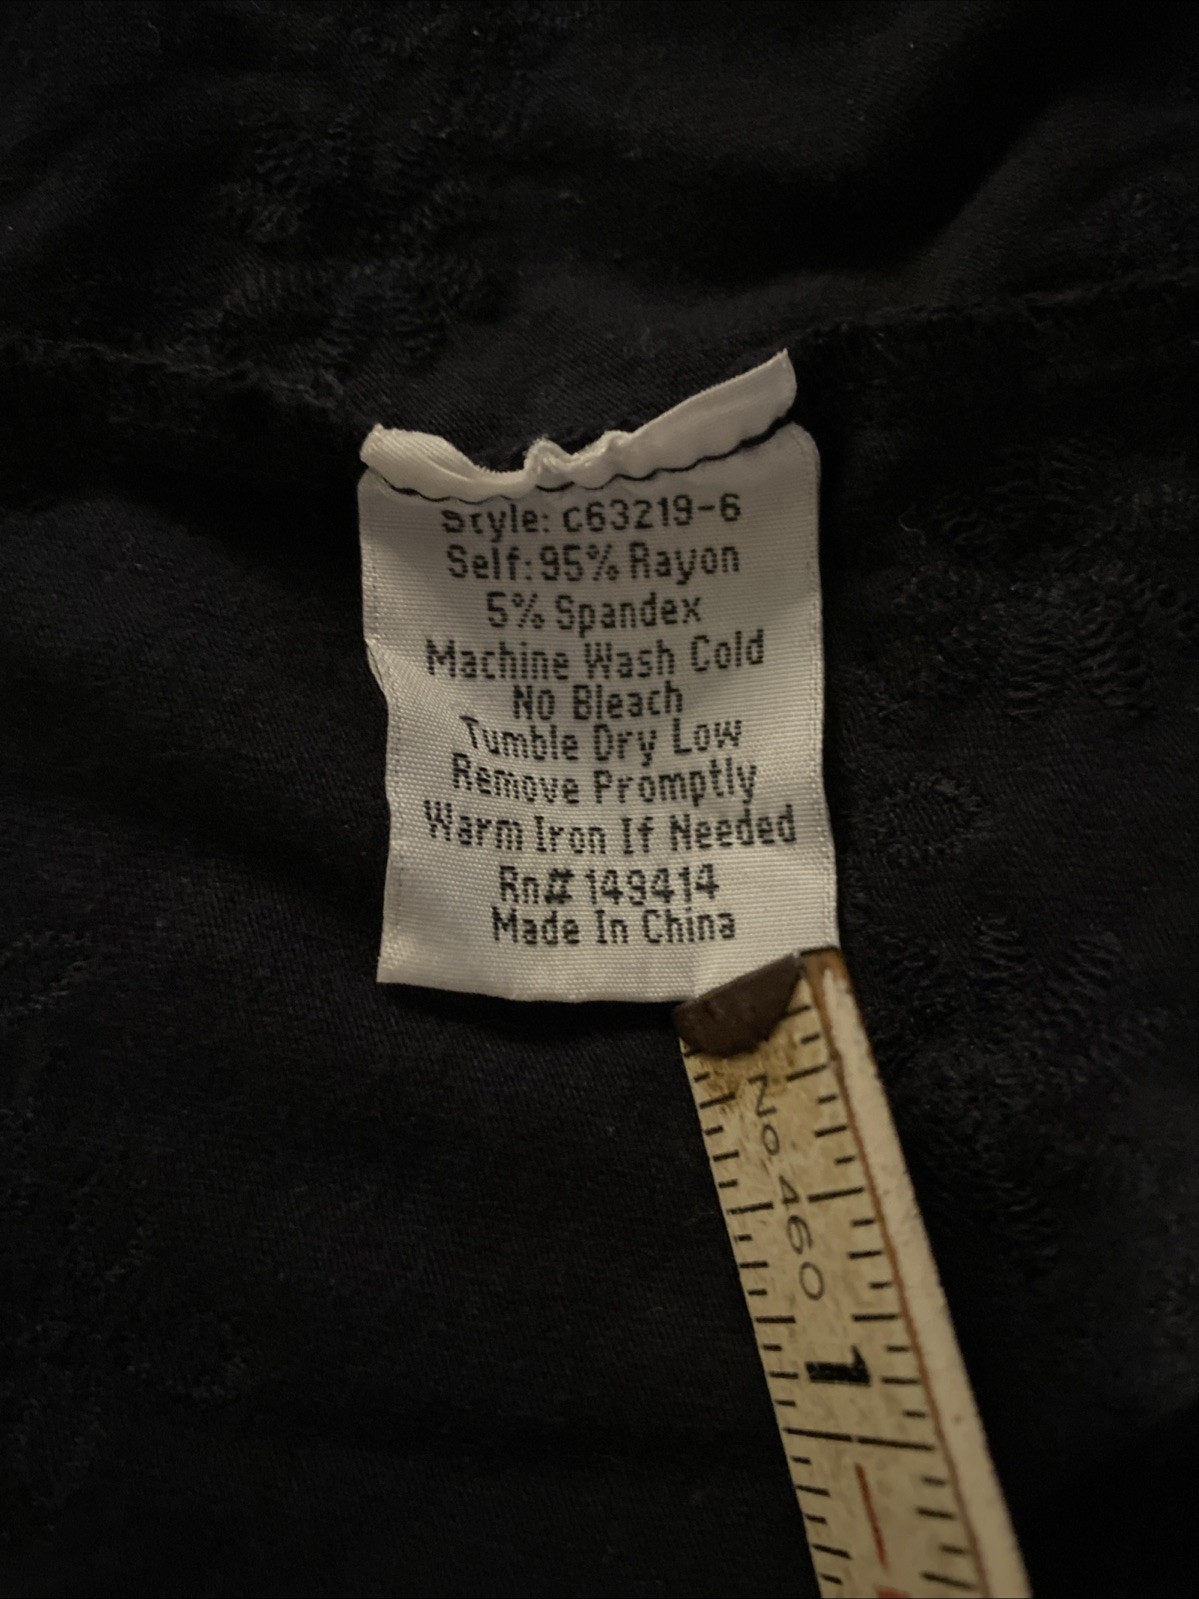 Style: C63219-6
Self: 95% Rayon
5% Spandex
Machine Wash Cold
No Bleach
Tumble Dry Low
Remove Promptly
Warm Iron If Needed
Rn# 149414
Made In China
No. 460
1